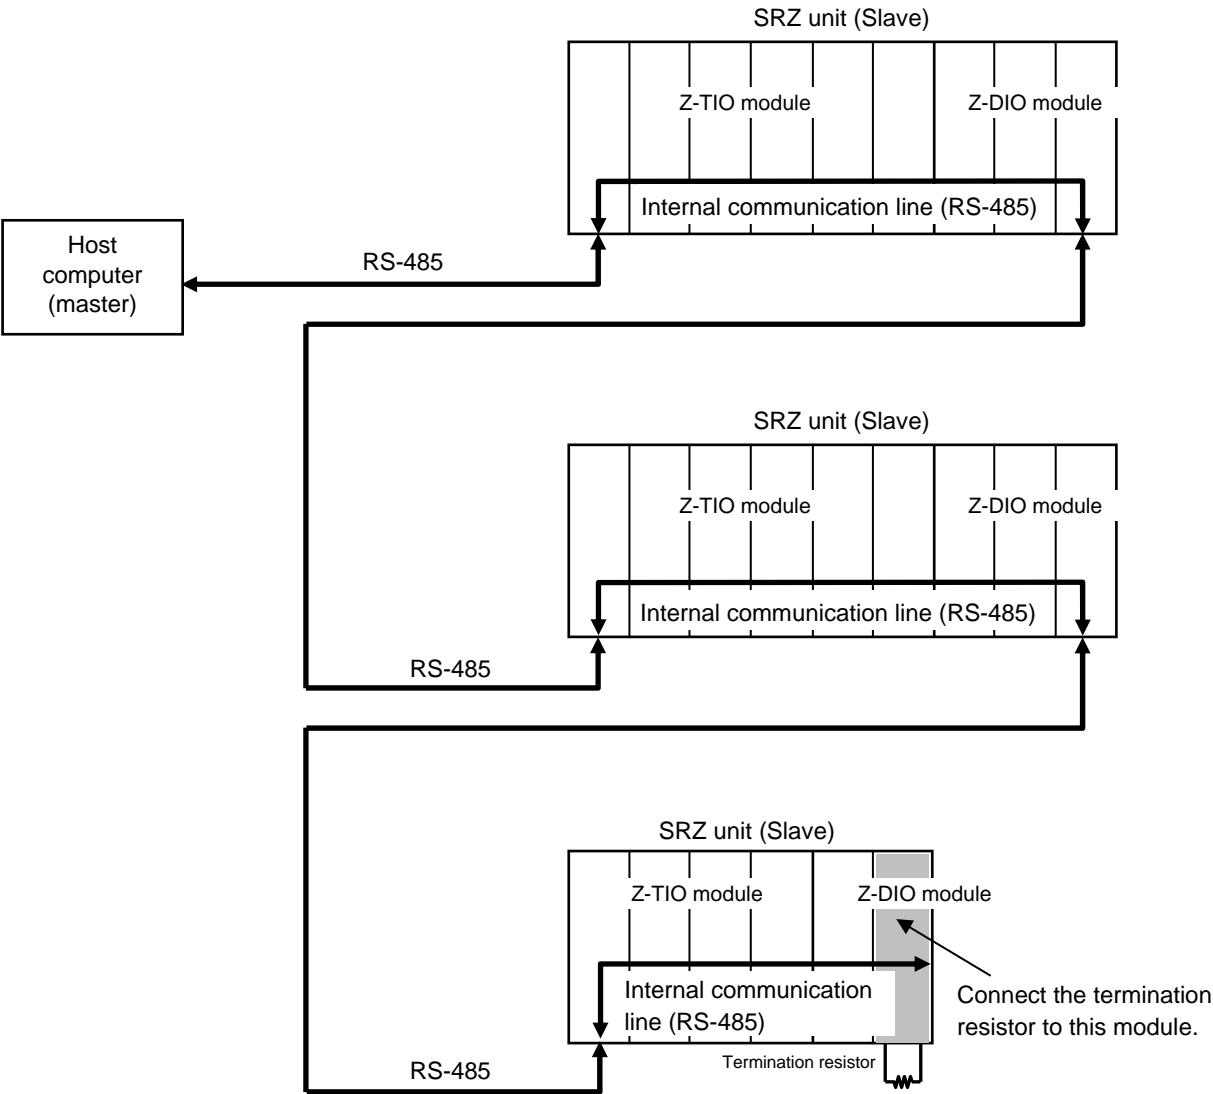 SRZ unit (Slave)
Z-TIO module
Z-DIO module
Internal communication line (RS-485)
Host
computer
(master)
RS-485
SRZ unit (Slave)
Z-TIO module
Z-DIO module
Internal communication line (RS-485)
RS-485
SRZ unit (Slave)
Z-TIO module
Z-DIO module
Internal communication
line (RS-485)
Connect the termination
resistor to this module.
Termination resistor
RS-485